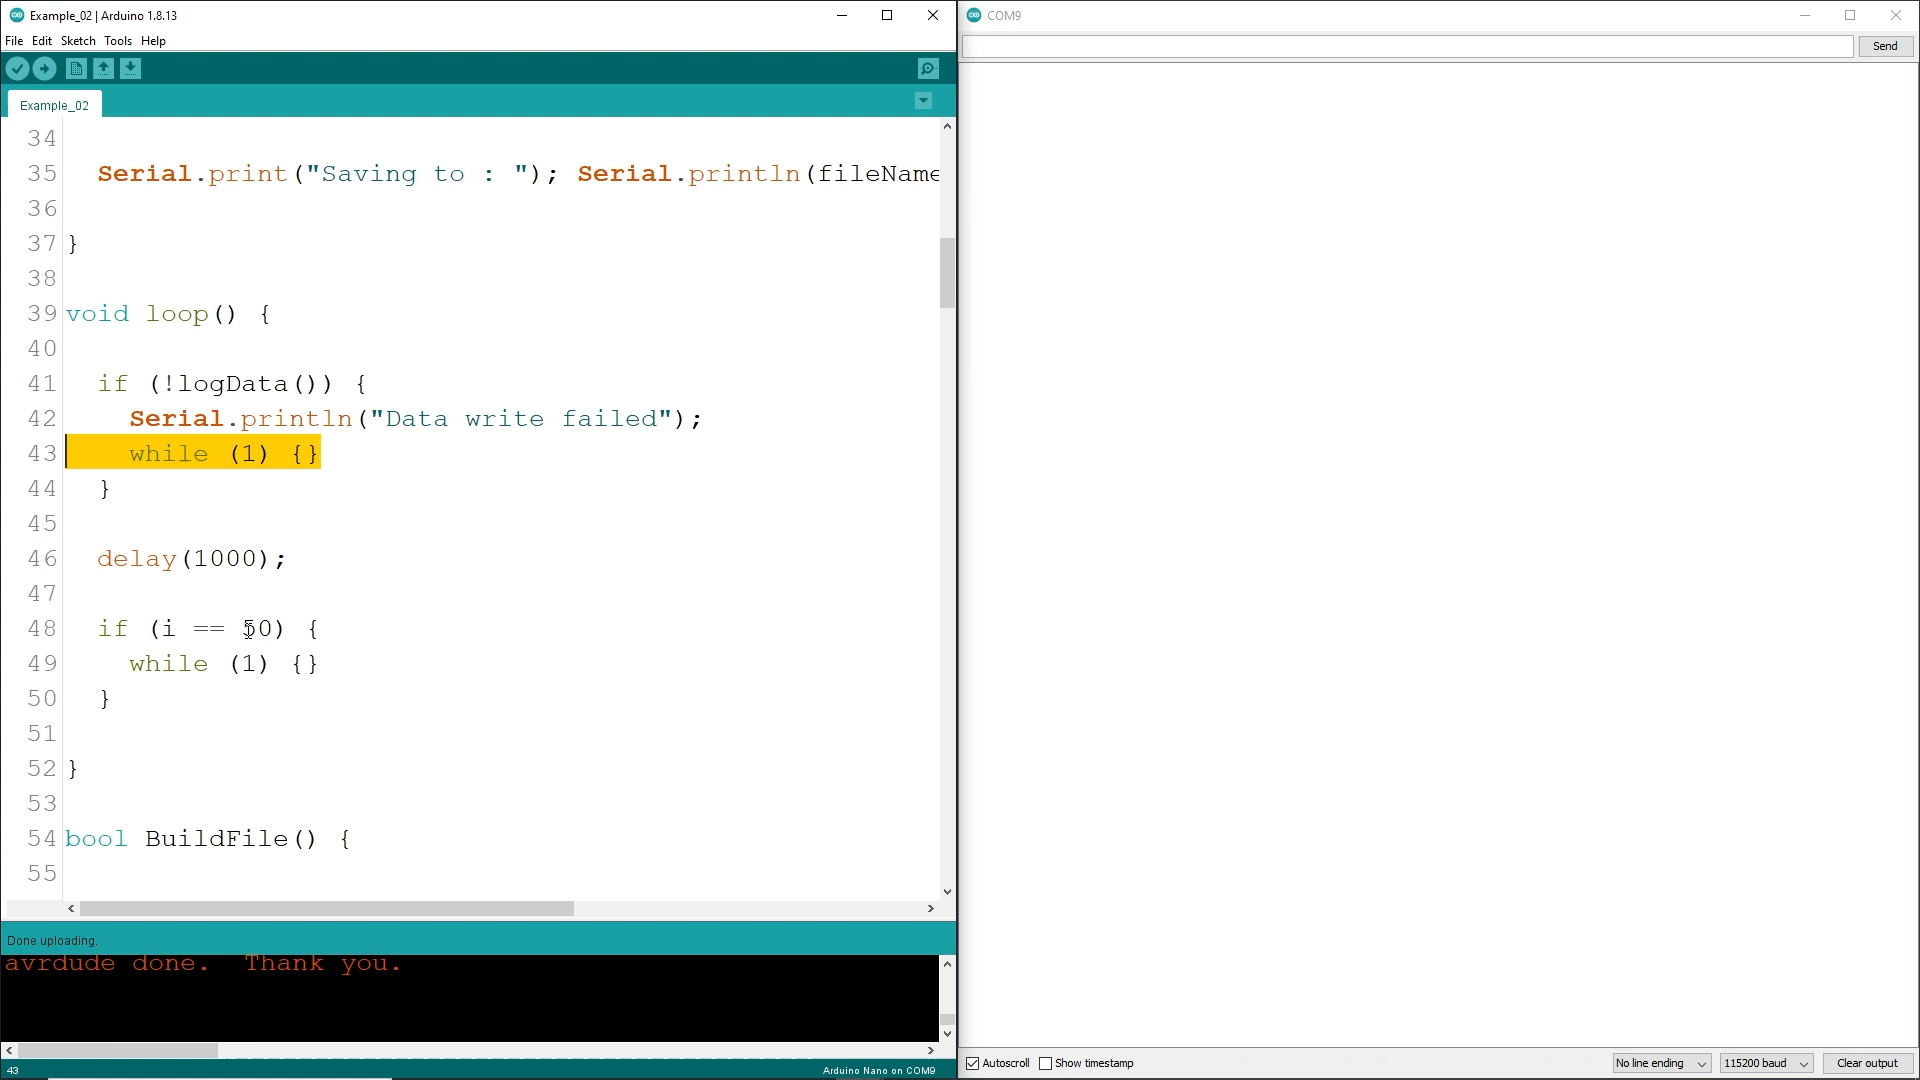 Example_02 | Arduino 1.8.13
File Edit Sketch Tools Help
Example_02
34
35 Serial.print("Saving to : "); Serial.println(fileName
36
37 }
38
39 void loop() {
40
41 if (!logData()) {
42 Serial.println("Data write failed");
43 while (1) {}
44 }
45
46 delay(1000);
47
48 if (i == 50) {
49 while (1) {}
50 }
51
52 }
53
54 bool BuildFile() {
55
Done uploading.
avrdude done. Thank you.
43 Arduino Nano on COM9
COM9
Send
Autoscroll Show timestamp No line ending 115200 baud Clear output